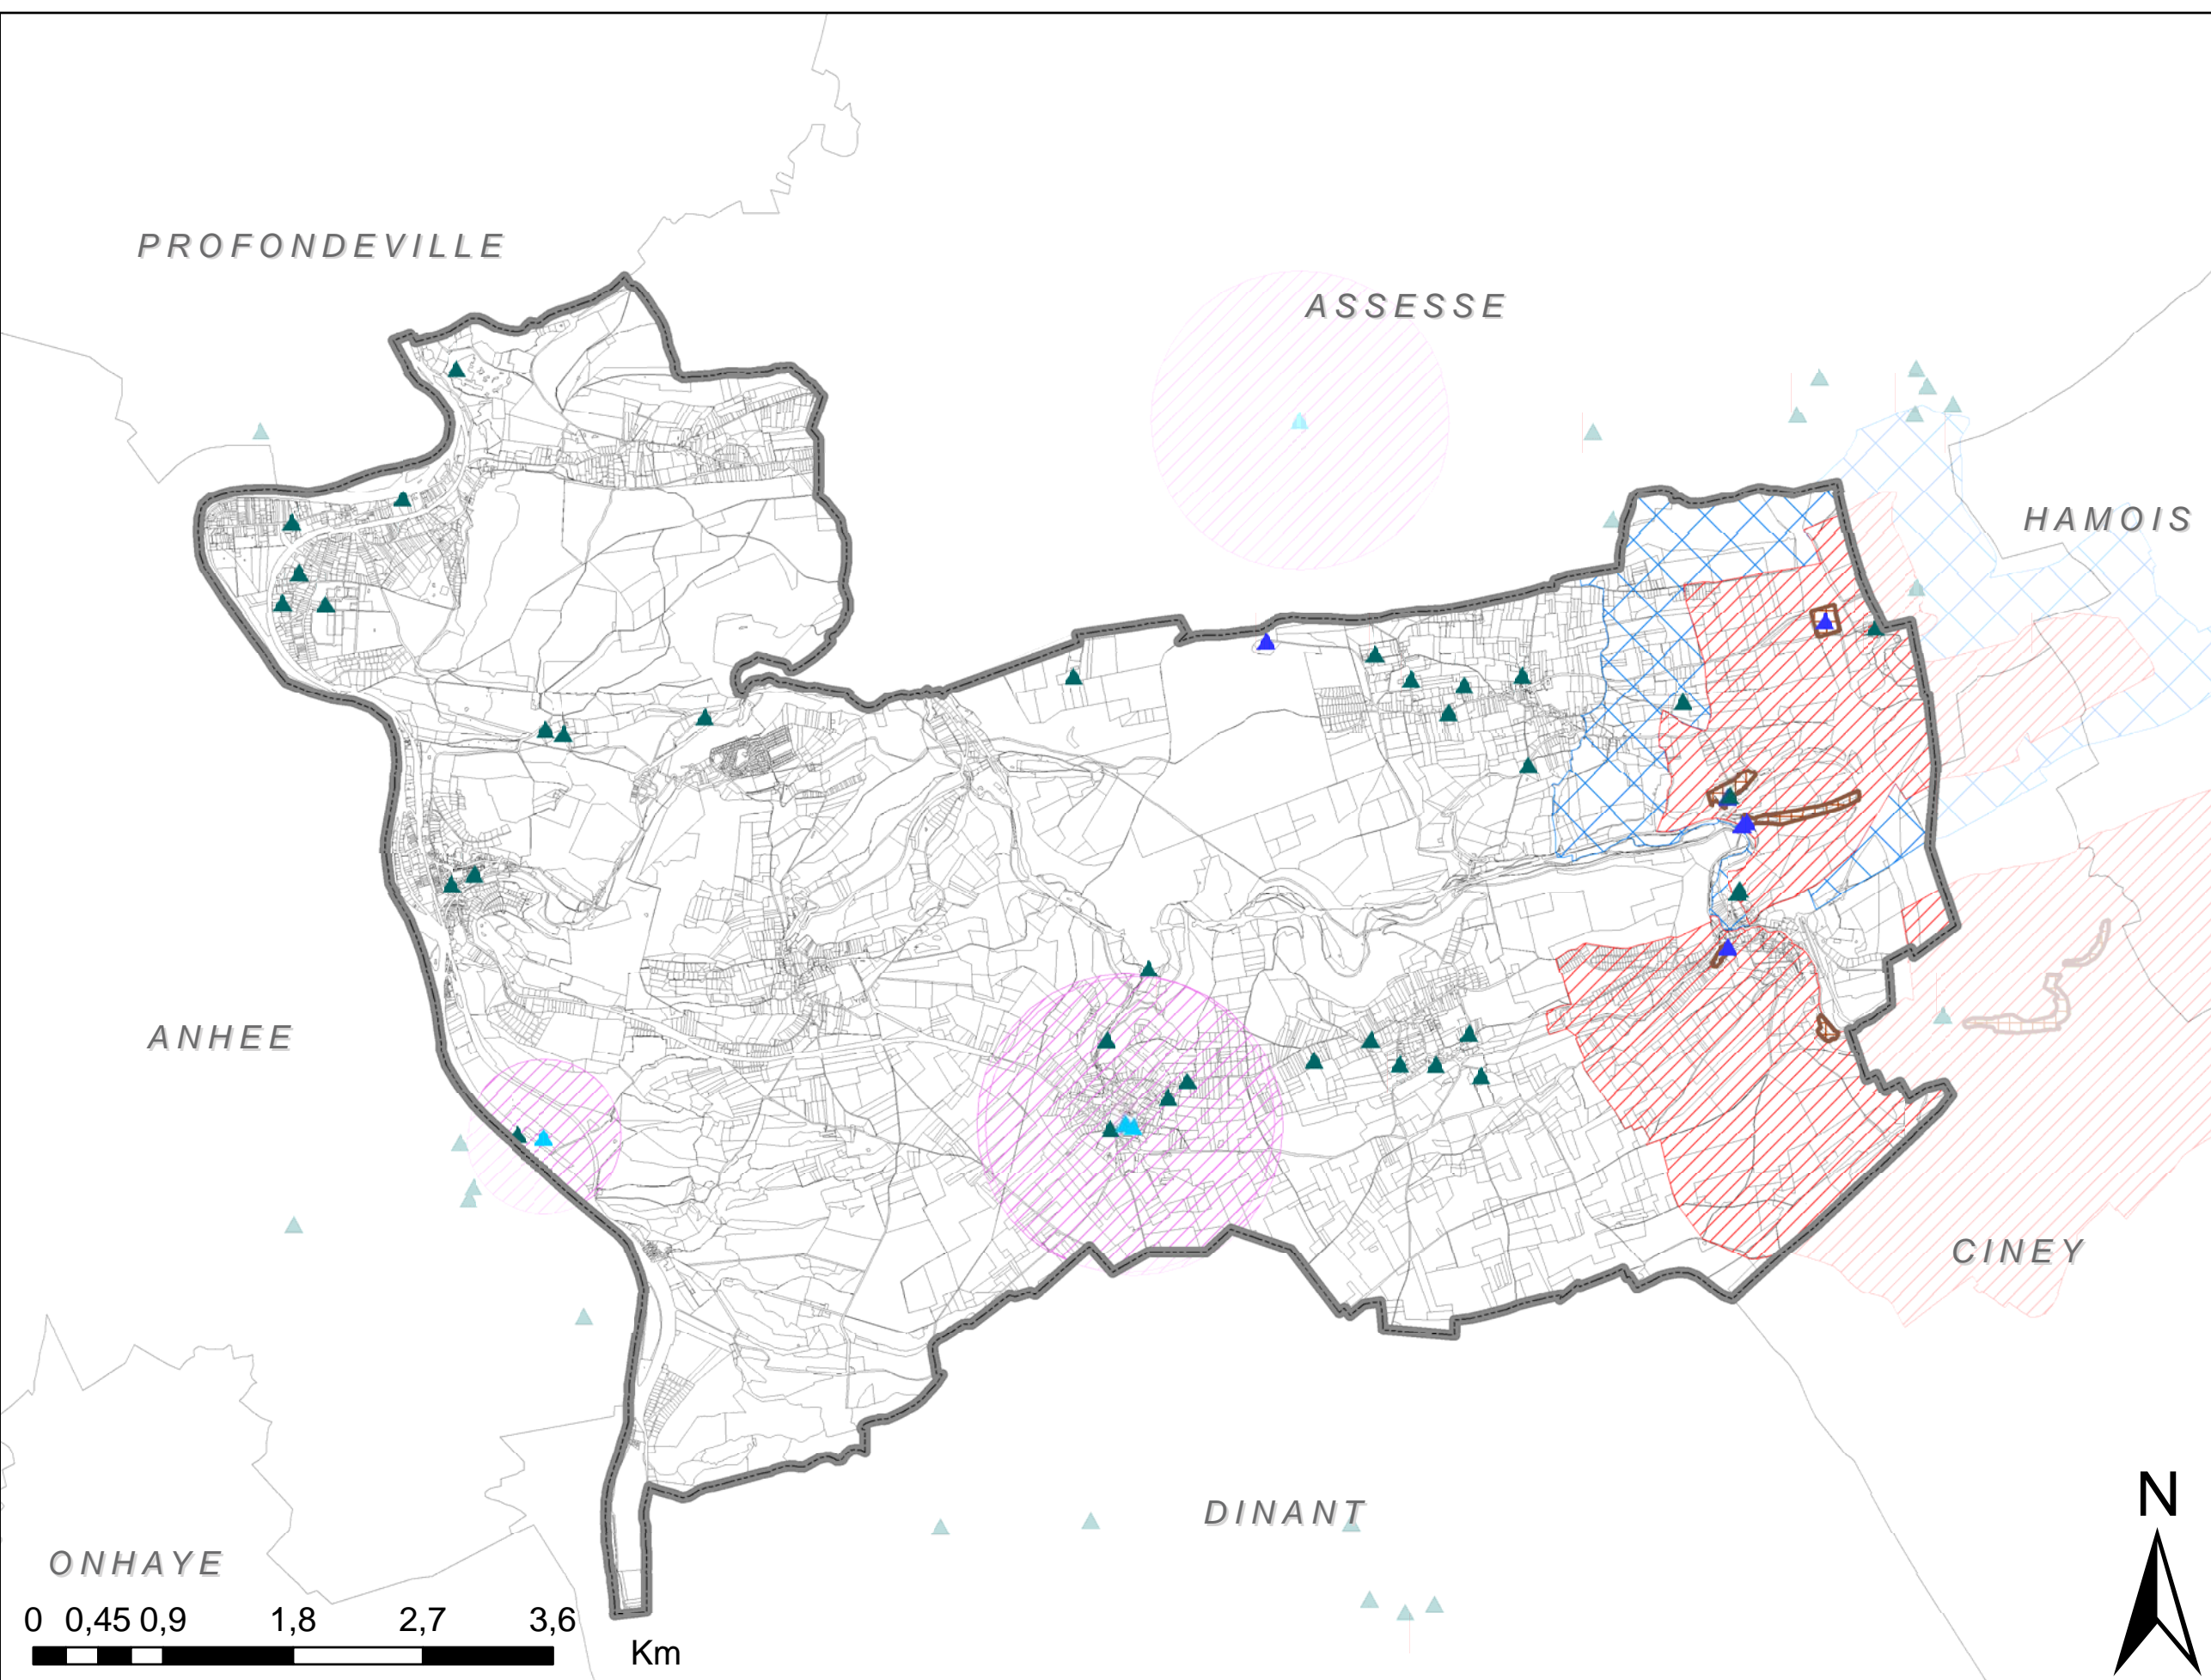 PROFONDEVILLE
ASSESSE
HAMOIS
ANHEE
CINEY
N
DINANT
ONHAYE
0 0,45 0,9 1,8 2,7 3,6
Km